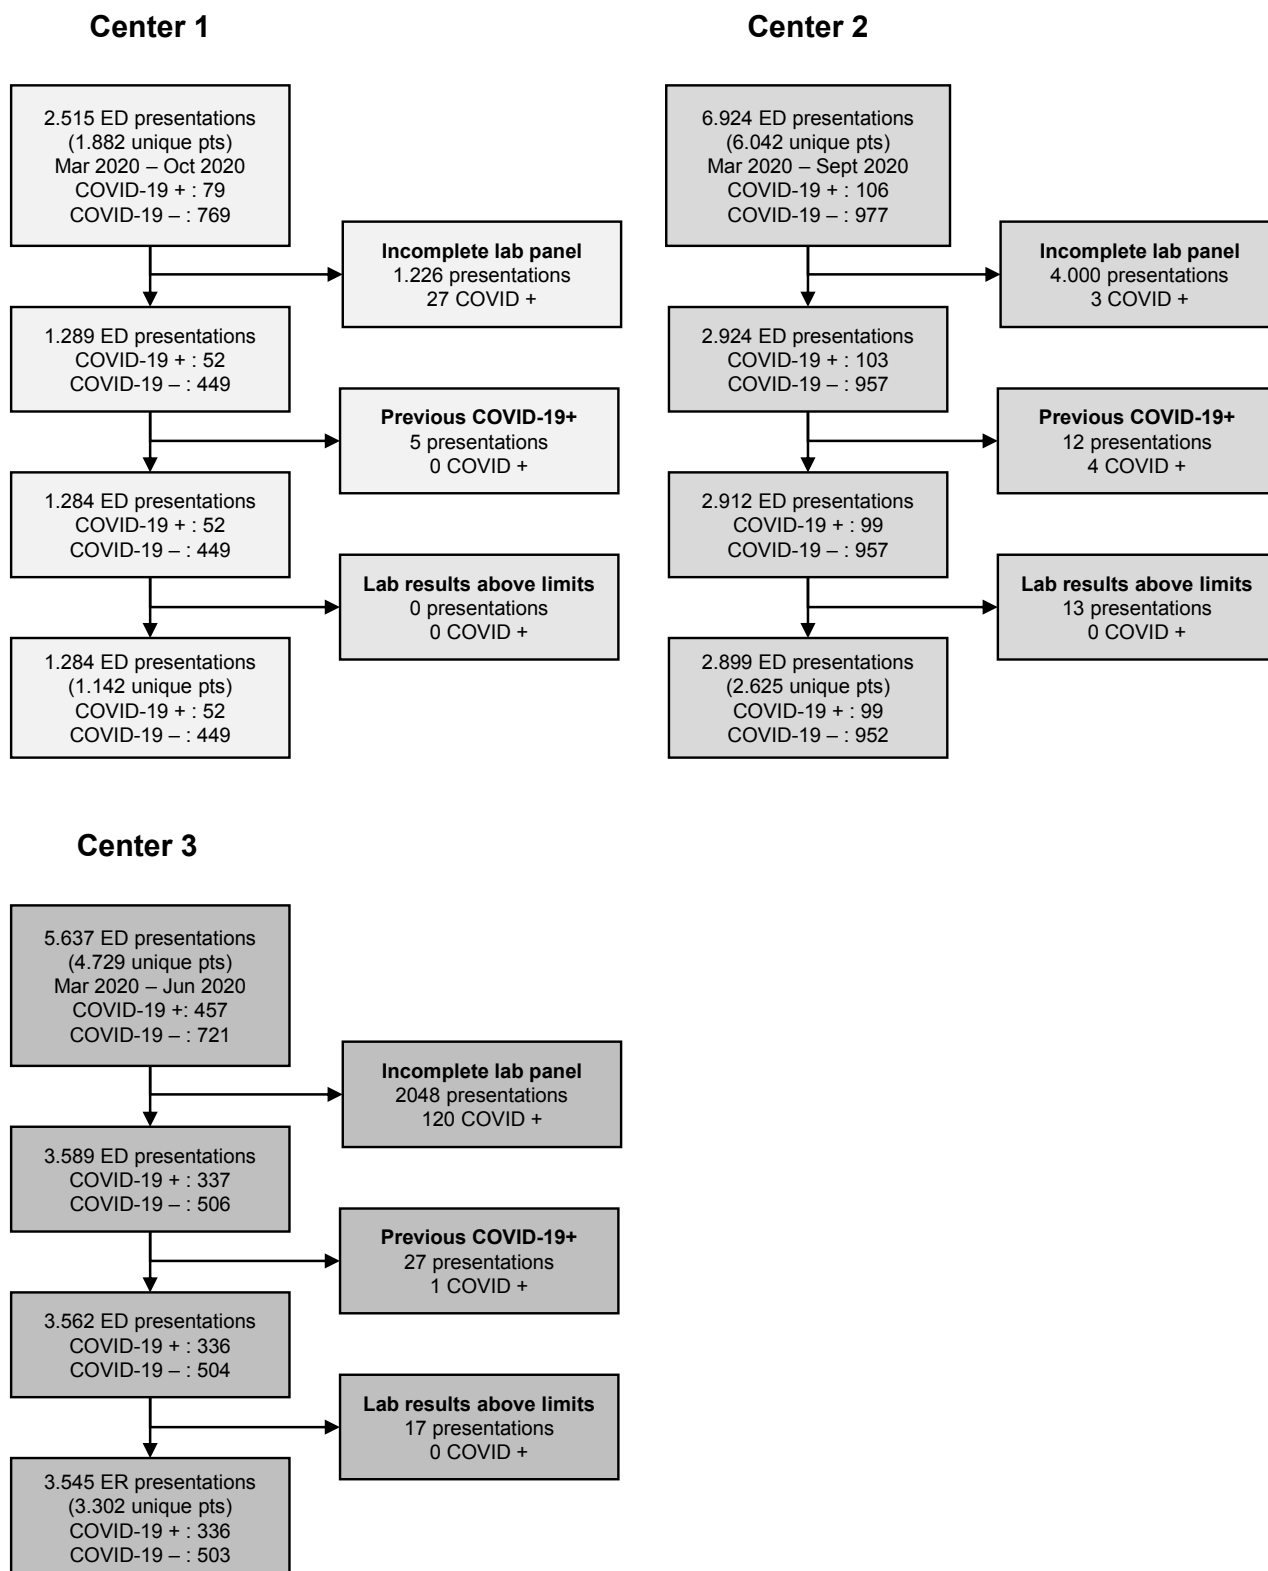 Center 1
2.515 ED presentations
(1.882 unique pts)
Mar 2020 – Oct 2020
COVID-19 + : 79
COVID-19 – : 769
Incomplete lab panel
1.226 presentations
27 COVID +
1.289 ED presentations
COVID-19 + : 52
COVID-19 – : 449
Previous COVID-19+
5 presentations
0 COVID +
1.284 ED presentations
COVID-19 + : 52
COVID-19 – : 449
Lab results above limits
0 presentations
0 COVID +
1.284 ED presentations
(1.142 unique pts)
COVID-19 + : 52
COVID-19 – : 449
Center 2
6.924 ED presentations
(6.042 unique pts)
Mar 2020 – Sept 2020
COVID-19 + : 106
COVID-19 – : 977
Incomplete lab panel
4.000 presentations
3 COVID +
2.924 ED presentations
COVID-19 + : 103
COVID-19 – : 957
Previous COVID-19+
12 presentations
4 COVID +
2.912 ED presentations
COVID-19 + : 99
COVID-19 – : 957
Lab results above limits
13 presentations
0 COVID +
2.899 ED presentations
(2.625 unique pts)
COVID-19 + : 99
COVID-19 – : 952
Center 3
5.637 ED presentations
(4.729 unique pts)
Mar 2020 – Jun 2020
COVID-19 +: 457
COVID-19 – : 721
Incomplete lab panel
2048 presentations
120 COVID +
3.589 ED presentations
COVID-19 + : 337
COVID-19 – : 506
Previous COVID-19+
27 presentations
1 COVID +
3.562 ED presentations
COVID-19 + : 336
COVID-19 – : 504
Lab results above limits
17 presentations
0 COVID +
3.545 ER presentations
(3.302 unique pts)
COVID-19 + : 336
COVID-19 – : 503